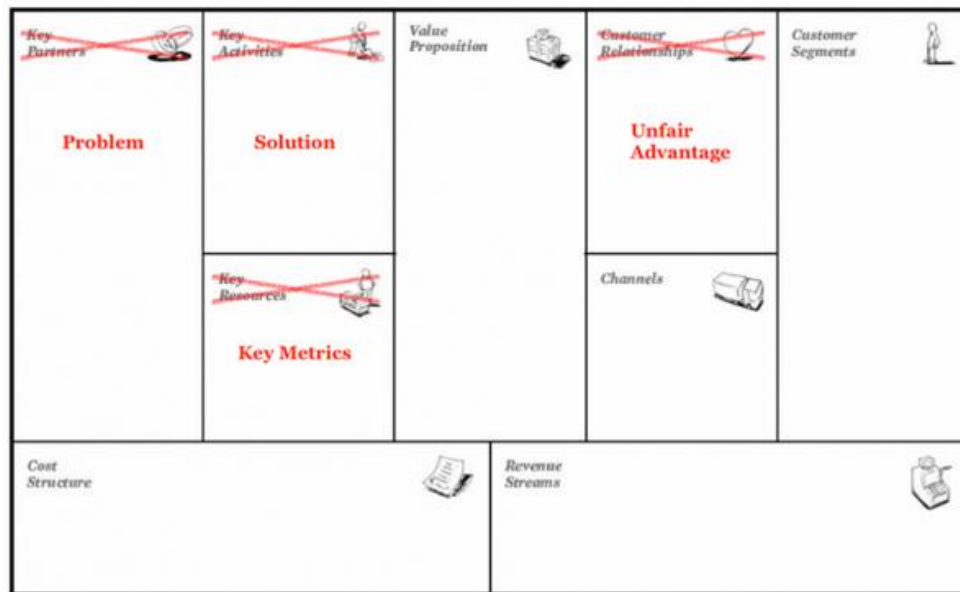 Key
Partners
Problem
Key
Activities
Solution
Key
Resources
Key Metrics
Value
Proposition
Customer
Relationships
Unfair
Advantage
Channels
Customer
Segments
Cost
Structure
Revenue
Streams